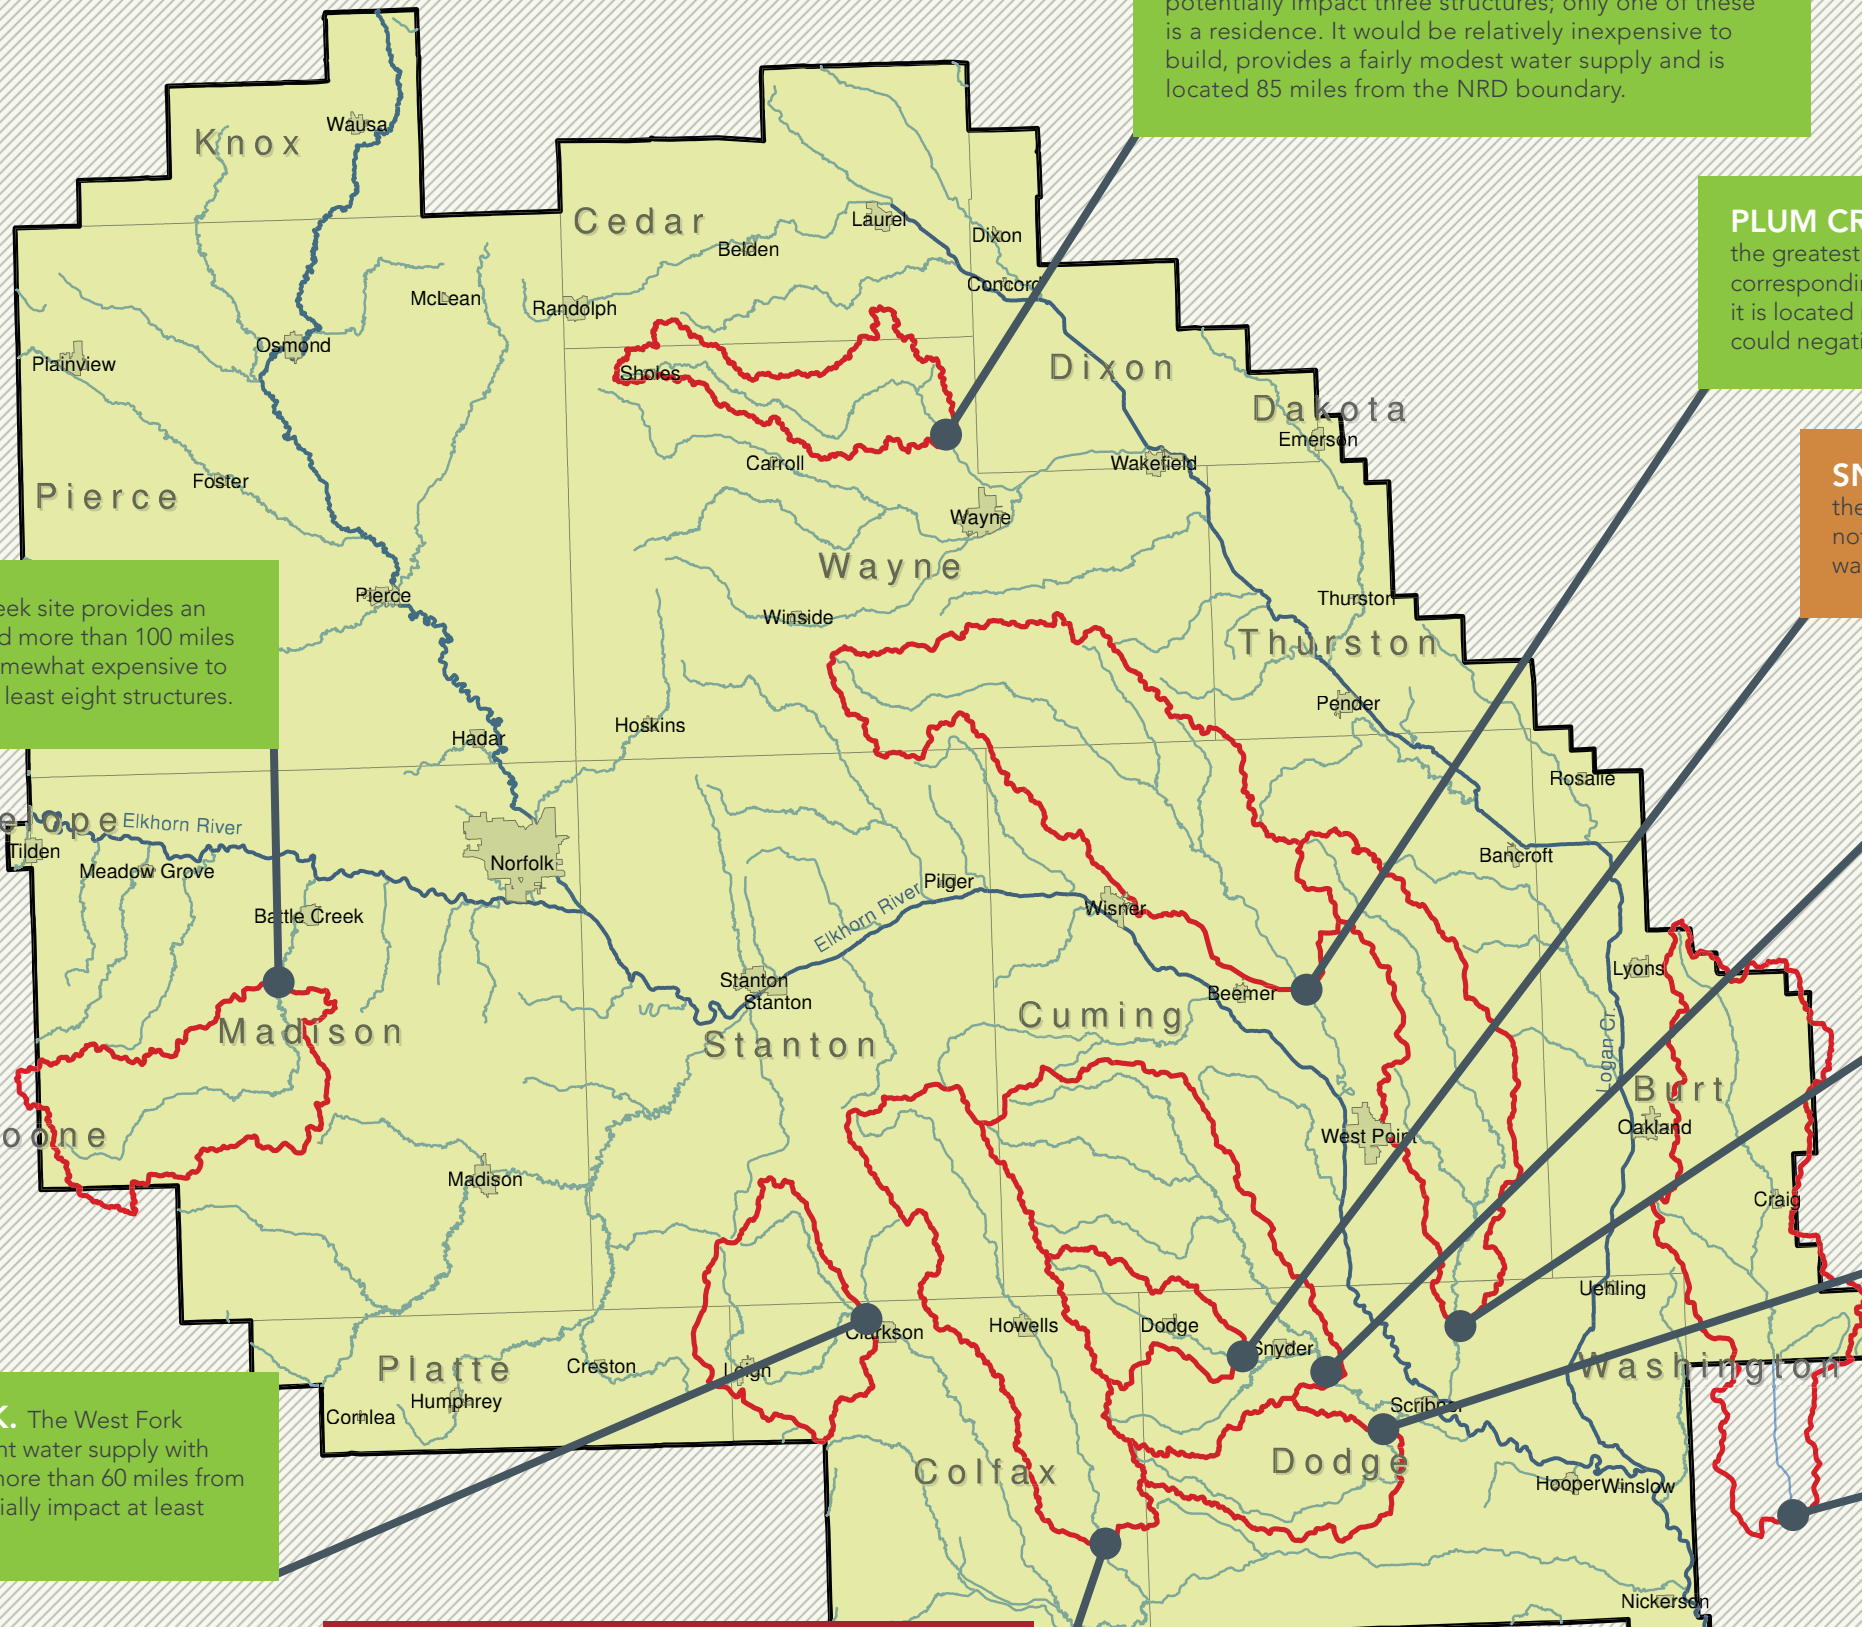 potentially impact three structures; only one of these
is a residence. It would be relatively inexpensive to
build, provides a fairly modest water supply and is
located 85 miles from the NRD boundary.
PLUM CR
the greatest
correspondin
it is located
could negati
SN
the
not
wa
eek site provides an
d more than 100 miles
mewhat expensive to
least eight structures.
K. The West Fork
nt water supply with
more than 60 miles from
ially impact at least
Knox
Wausa
Cedar
Laurel
Belden
Dixon
Concord
McLean
Randolph
Osmond
Plainview
Sholes
Dixon
Dakota
Emerson
Carroll
Wakefield
Foster
Pierce
Wayne
Wayne
Pierce
Winside
Thurston
Thurston
Pender
Hoskins
Hadar
Rosalie
elope
Elkhorn River
Tilden
Meadow Grove
Norfolk
Bancroft
Pilger
Wisner
Battle Creek
Elkhorn River
Lyons
Stanton
Stanton
Beemer
Cuming
Madison
Stanton
Logan Cr.
Burt
oone
West Point
Oakland
Madison
Craig
Uehling
Clarkson
Howells
Dodge
Snyder
Washington
Platte
Creston
Leigh
Humphrey
Cornlea
Scribner
Colfax
Dodge
Hooper
Winslow
Nickerson